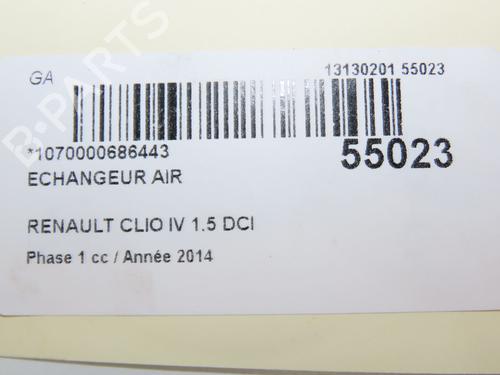 GA
13130201 55023
*1070000686443
55023
ECHANGEUR AIR
RENAULT CLIO IV 1.5 DCI
Phase 1 cc / Année 2014
B-PARTS